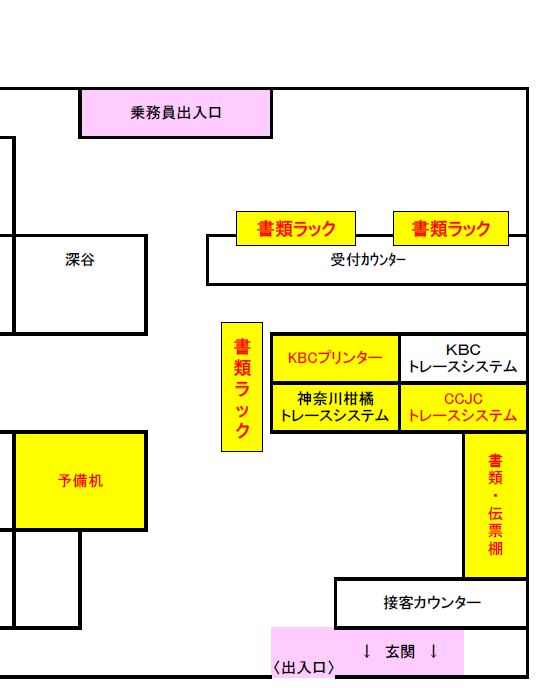 乗務員出入口
書類ラック
書類ラック
深谷
受付ｶｳﾝﾀｰ
書類ラック
KBCプリンター
KBC
トレースシステム
神奈川柑橘
トレースシステム
CCJC
トレースシステム
予備机
書類・伝票棚
接客カウンター
↓ 玄関 ↓
〈出入口〉